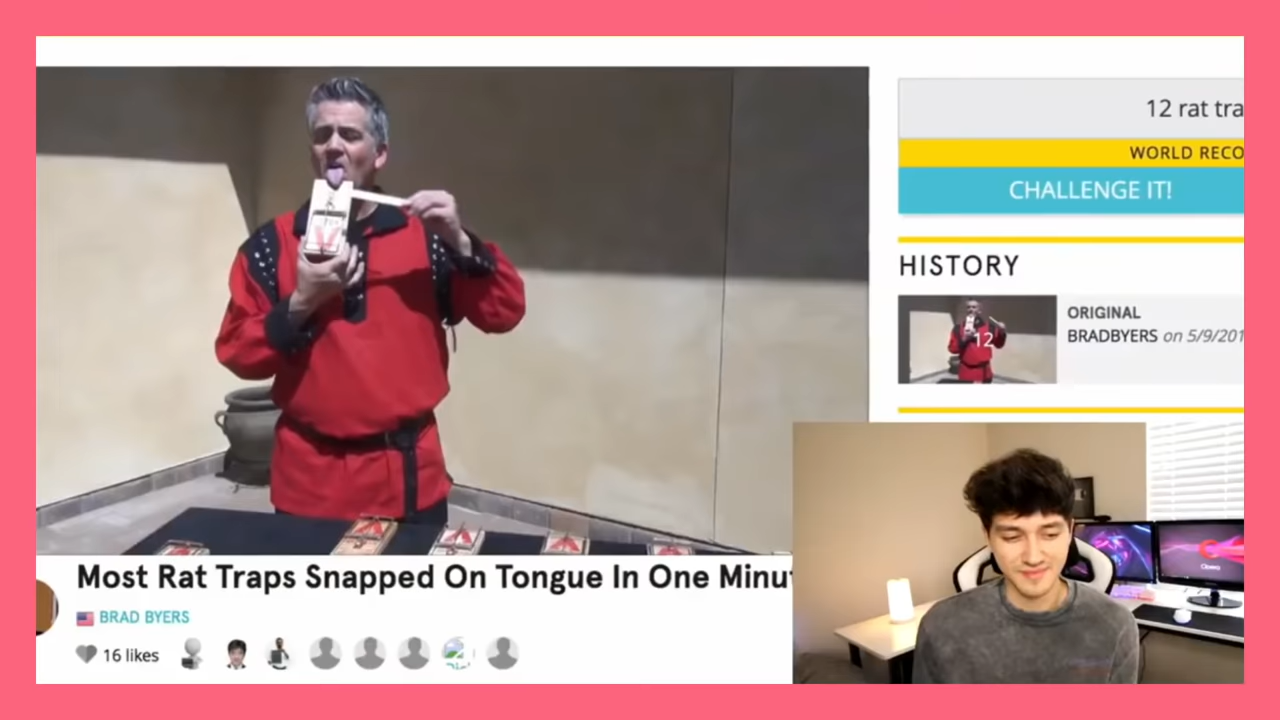 12 rat tra
WORLD RECO
CHALLENGE IT!
HISTORY
12
ORIGINAL
BRADBYERS on 5/9/201
Most Rat Traps Snapped On Tongue In One Minu
BRAD BYERS
16 likes
Opera